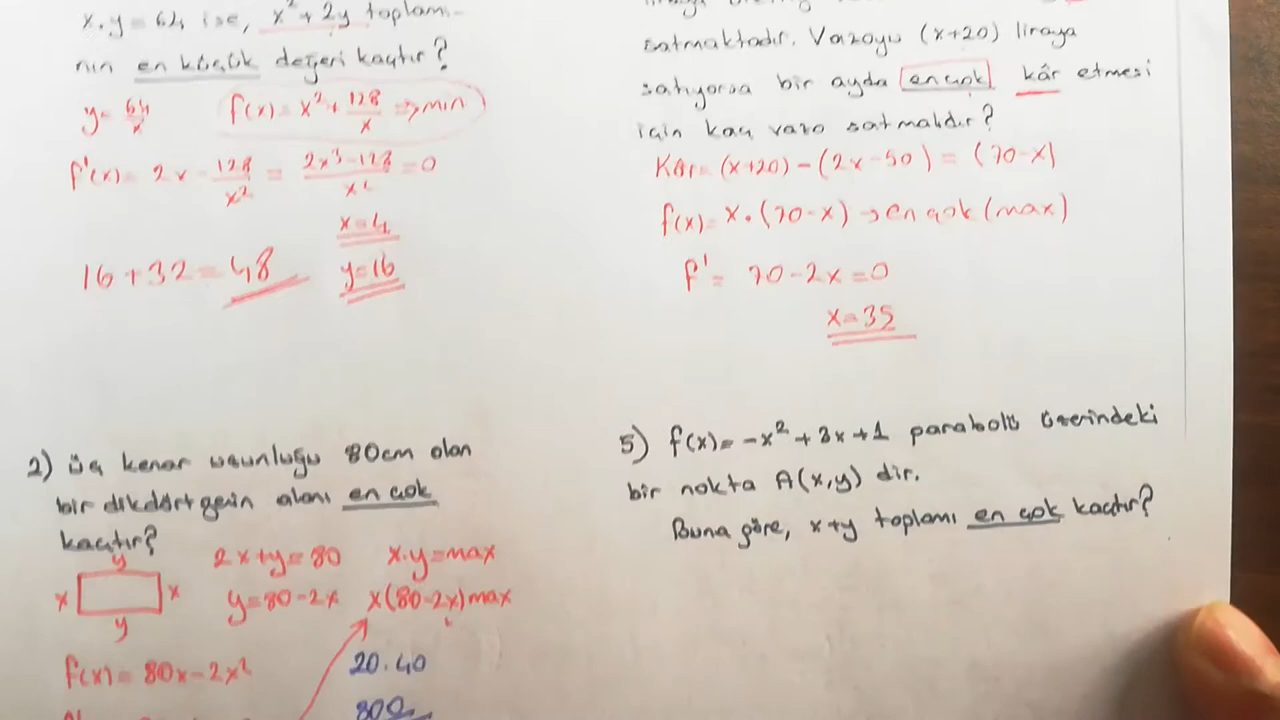 x.y=64 ise, x²+2y toplamı-
nın en küçük değeri kaçtır?
y=64/x f(x)=x²+128/x ⇒min
f'(x)= 2x - 128/x² = 2x³-128/x² =0
x=4
16+32=48 y=16
2) Üç kenar uzunluğu 80cm olan
bir dikdörtgenin alanı en çok
kaçtır?
y
x x
y
2x+y=80 x.y=max
y=80-2x x(80-2x)max
f(x)=80x-2x²
20.40
800
satmaktadır. Vazoyu (x+20) liraya
satıyorsa bir ayda en çok kâr etmesi
için kaç vazo satmalıdır?
Kâr=(x+20)-(2x-50)=(70-x)
f(x)=x.(70-x)→en çok(max)
f'= 70-2x=0
x=35
5) f(x)=-x²+3x+1 parabolü üzerindeki
bir nokta A(x,y) dir.
Buna göre, x+y toplamı en çok kaçtır?